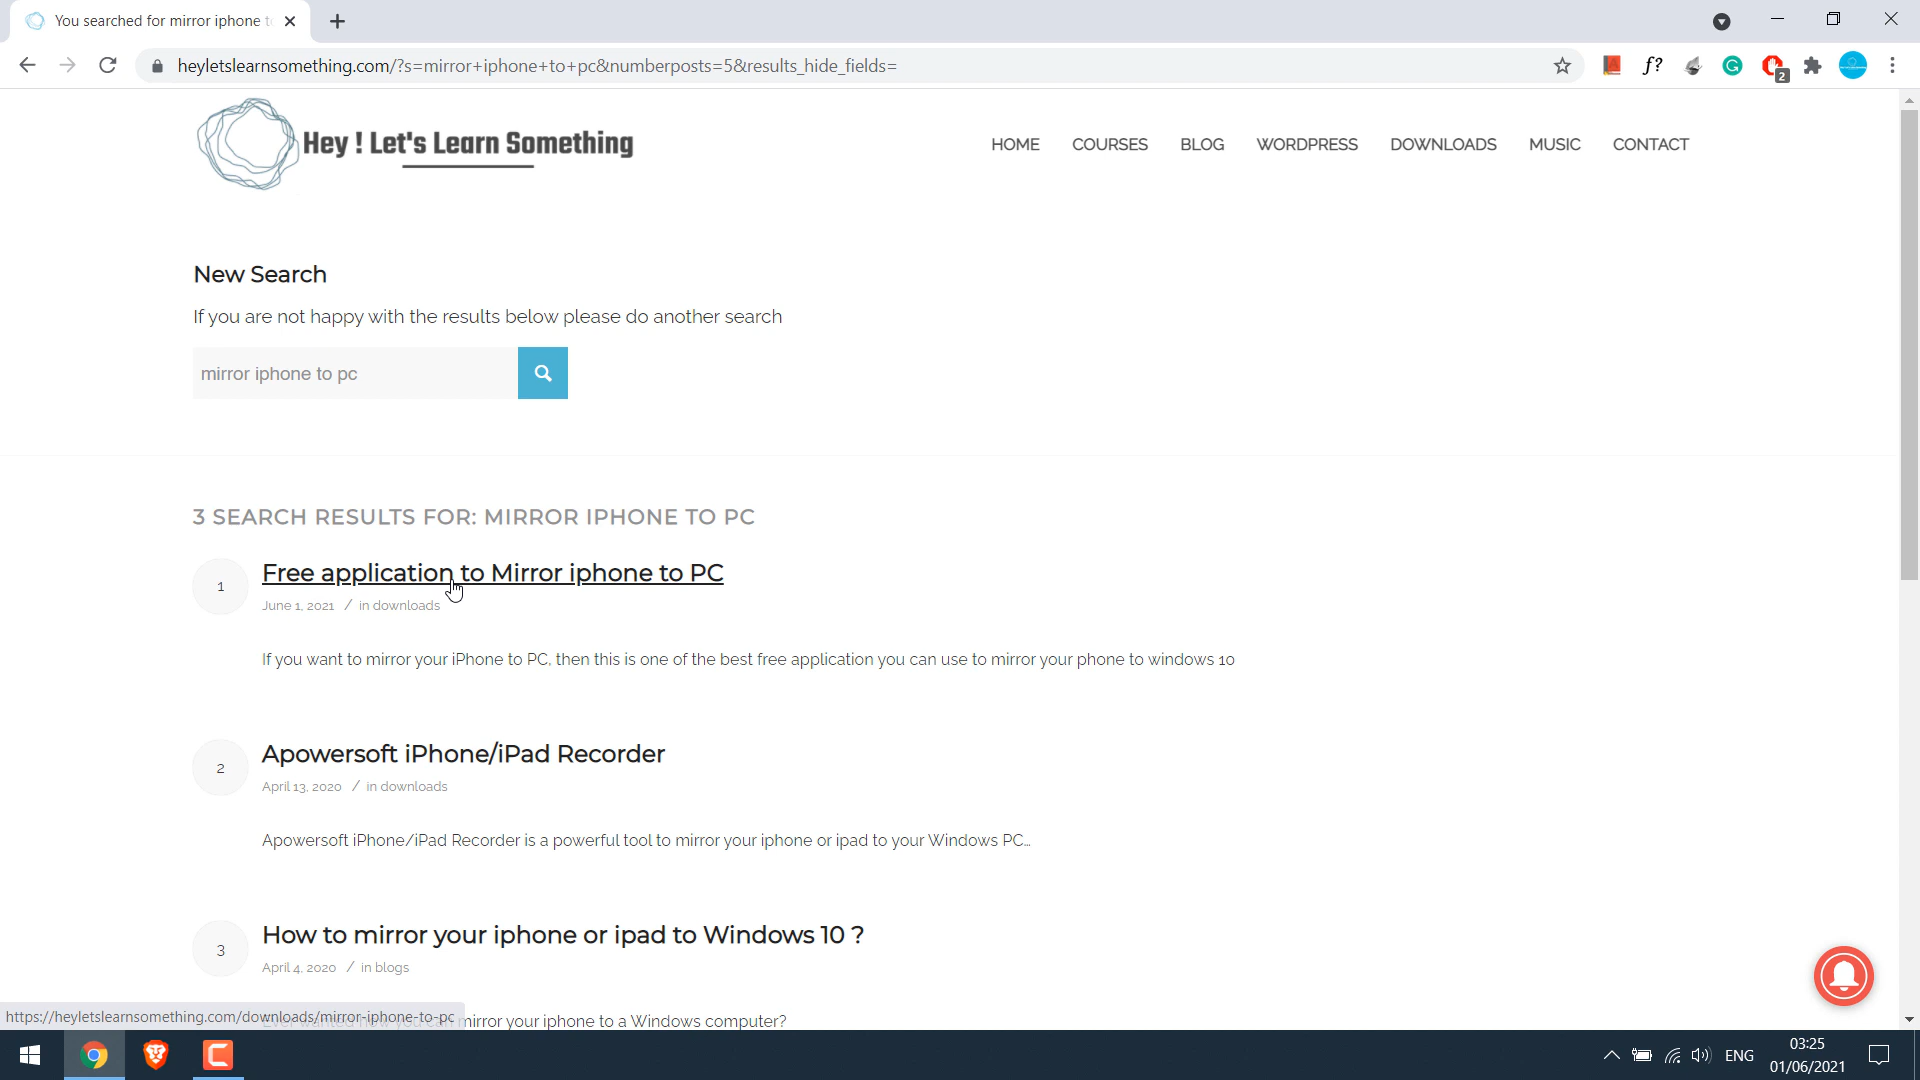 You searched for mirror iphone to
heyletslearnsomething.com/?s=mirror+iphone+to+pc&numberposts=5&results_hide_fields=
f?
2
Hey ! Let's Learn Something
HOME COURSES BLOG WORDPRESS DOWNLOADS MUSIC CONTACT
New Search
If you are not happy with the results below please do another search
mirror iphone to pc
3 SEARCH RESULTS FOR: MIRROR IPHONE TO PC
1
Free application to Mirror iphone to PC
June 1, 2021 / in downloads
If you want to mirror your iPhone to PC, then this is one of the best free application you can use to mirror your phone to windows 10
2
Apowersoft iPhone/iPad Recorder
April 13, 2020 / in downloads
Apowersoft iPhone/iPad Recorder is a powerful tool to mirror your iphone or ipad to your Windows PC...
3
How to mirror your iphone or ipad to Windows 10 ?
April 4, 2020 / in blogs
Ever wanted how you can mirror your iphone to a Windows computer?
https://heyletslearnsomething.com/downloads/mirror-iphone-to-pc
ENG
03:25
01/06/2021